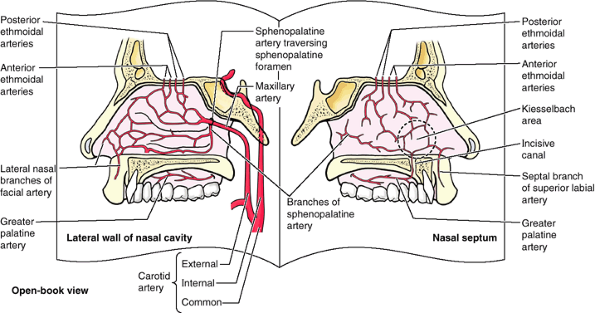 Posterior
ethmoidal
arteries
Anterior
ethmoidal
arteries
Lateral nasal
branches of
facial artery
Greater
palatine
artery
Lateral wall of nasal cavity
Open-book view
Sphenopalatine
artery traversing
sphenopalatine
foramen
Maxillary
artery
Branches of
sphenopalatine
artery
Carotid
artery
External
Internal
Common
Posterior
ethmoidal
arteries
Anterior
ethmoidal
arteries
Kiesselbach
area
Incisive
canal
Septal branch
of superior labial
artery
Greater
palatine
artery
Nasal septum